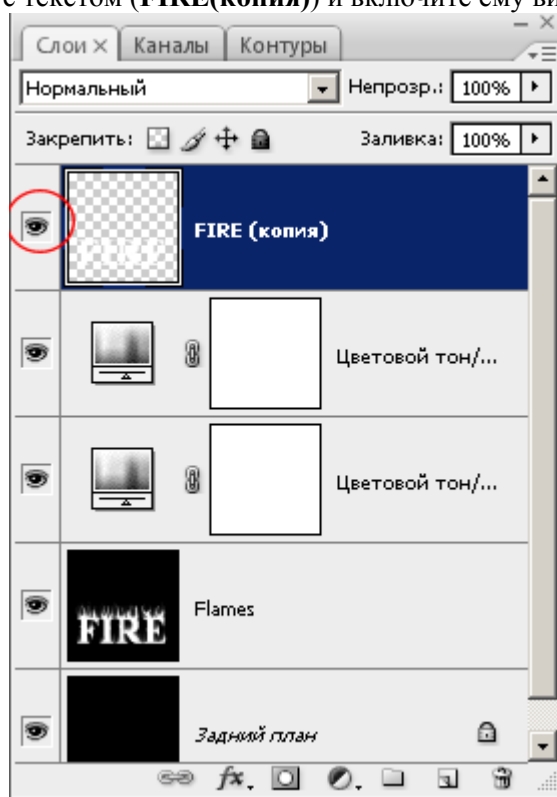 с текстом (FIRE(копия)) и включите ему ви
Слои × Каналы Контуры
Нормальный Непрозр.: 100%
Закрепить: Заливка: 100%
FIRE (копия)
Цветовой тон/...
Цветовой тон/...
FIRE
Flames
Задний план
fx.